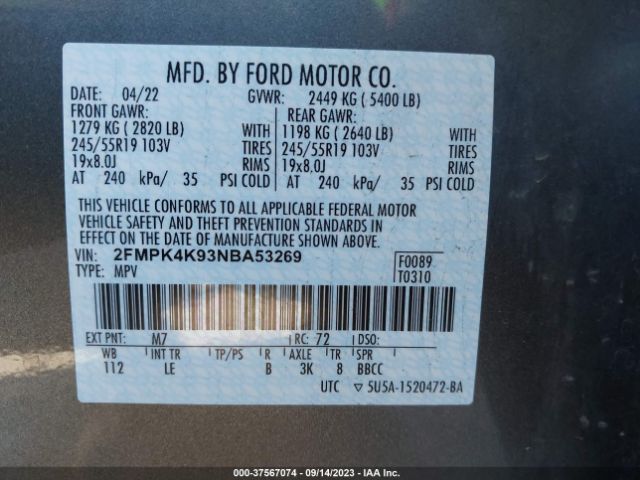 MFD. BY FORD MOTOR CO.
DATE: 04/22 GVWR: 2449 KG ( 5400 LB)
FRONT GAWR: REAR GAWR:
1279 KG ( 2820 LB) WITH 1198 KG ( 2640 LB) WITH
245/55R19 103V TIRES 245/55R19 103V TIRES
19x8.0J RIMS 19x8.0J RIMS
AT 240 kPa/ 35 PSI COLD AT 240 kPa/ 35 PSI COLD
THIS VEHICLE CONFORMS TO ALL APPLICABLE FEDERAL MOTOR
VEHICLE SAFETY AND THEFT PREVENTION STANDARDS IN
EFFECT ON THE DATE OF MANUFACTURE SHOWN ABOVE.
VIN: 2FMPK4K93NBA53269 F0089
TYPE: MPV T0310
EXT PNT: M7 RC: 72 DSO:
WB INT TR TP/PS R AXLE TR SPR
112 LE B 3K 8 BBCC
UTC ▽ 5U5A-1520472-BA
000-37567074 | 09/14/2023 | IAA Inc.